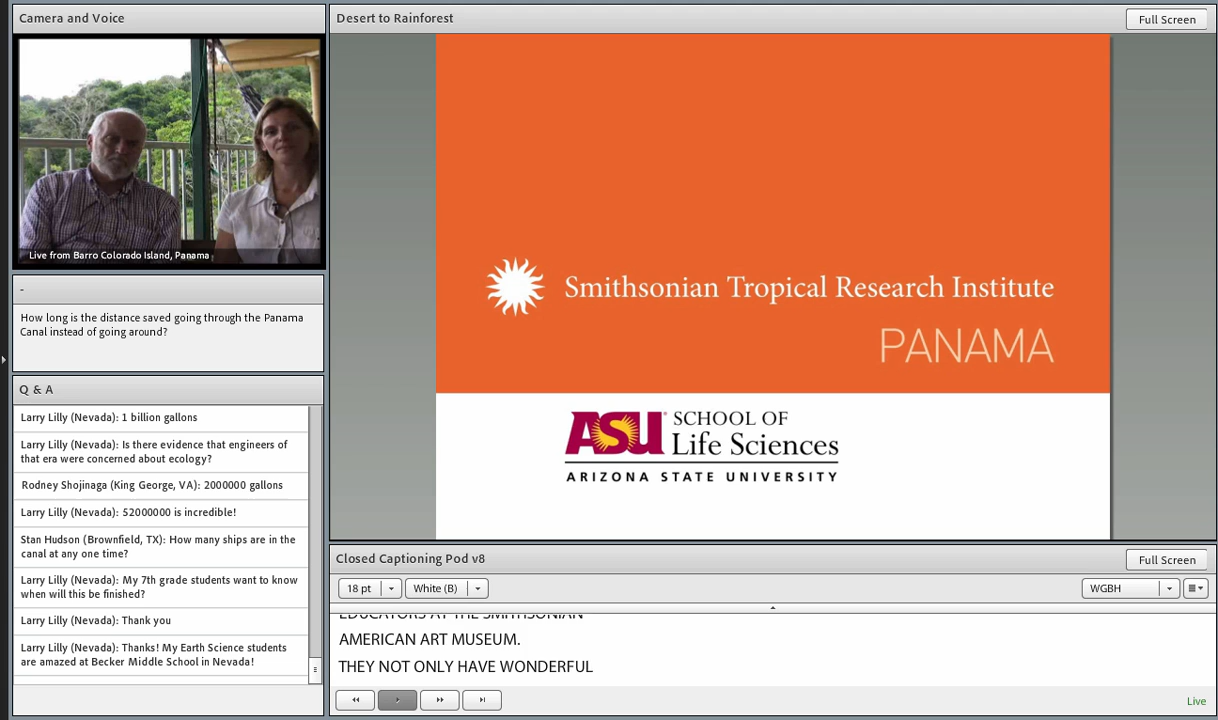 Camera and Voice
Live from Barro Colorado Island, Panama
-
How long is the distance saved going through the Panama
Canal instead of going around?
Q & A
Larry Lilly (Nevada): 1 billion gallons
Larry Lilly (Nevada): Is there evidence that engineers of
that era were concerned about ecology?
Rodney Shojinaga (King George, VA): 2000000 gallons
Larry Lilly (Nevada): 52000000 is incredible!
Stan Hudson (Brownfield, TX): How many ships are in the
canal at any one time?
Larry Lilly (Nevada): My 7th grade students want to know
when will this be finished?
Larry Lilly (Nevada): Thank you
Larry Lilly (Nevada): Thanks! My Earth Science students
are amazed at Becker Middle School in Nevada!
Desert to Rainforest
Full Screen
Smithsonian Tropical Research Institute
PANAMA
ASU SCHOOL OF
Life Sciences
ARIZONA STATE UNIVERSITY
Closed Captioning Pod v8
Full Screen
18 pt
White (B)
WGBH
EDUCATORS AT THE SMITHSONIAN
AMERICAN ART MUSEUM.
THEY NOT ONLY HAVE WONDERFUL
Live